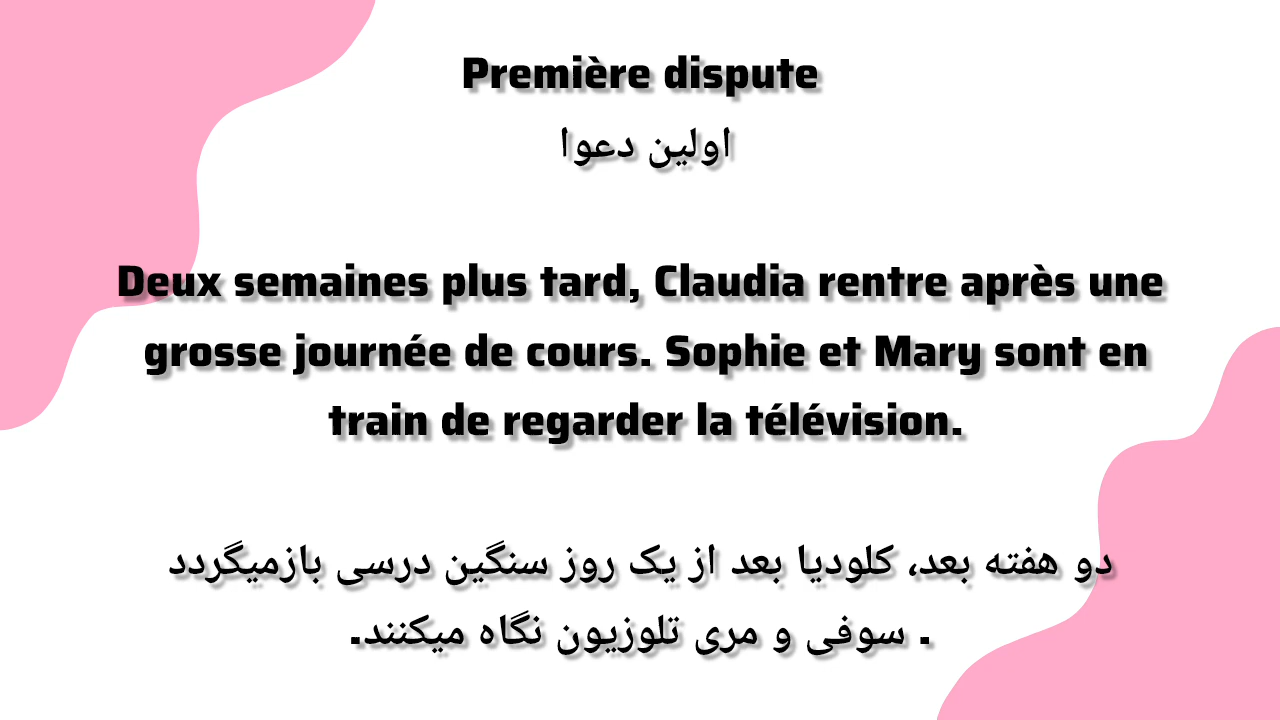 Première dispute
اولین دعوا
Deux semaines plus tard, Claudia rentre après une
grosse journée de cours. Sophie et Mary sont en
train de regarder la télévision.
دو هفته بعد، کلودیا بعد از یک روز سنگین درسی بازمیگردد
. سوفی و مری تلوزیون نگاه میکنند.